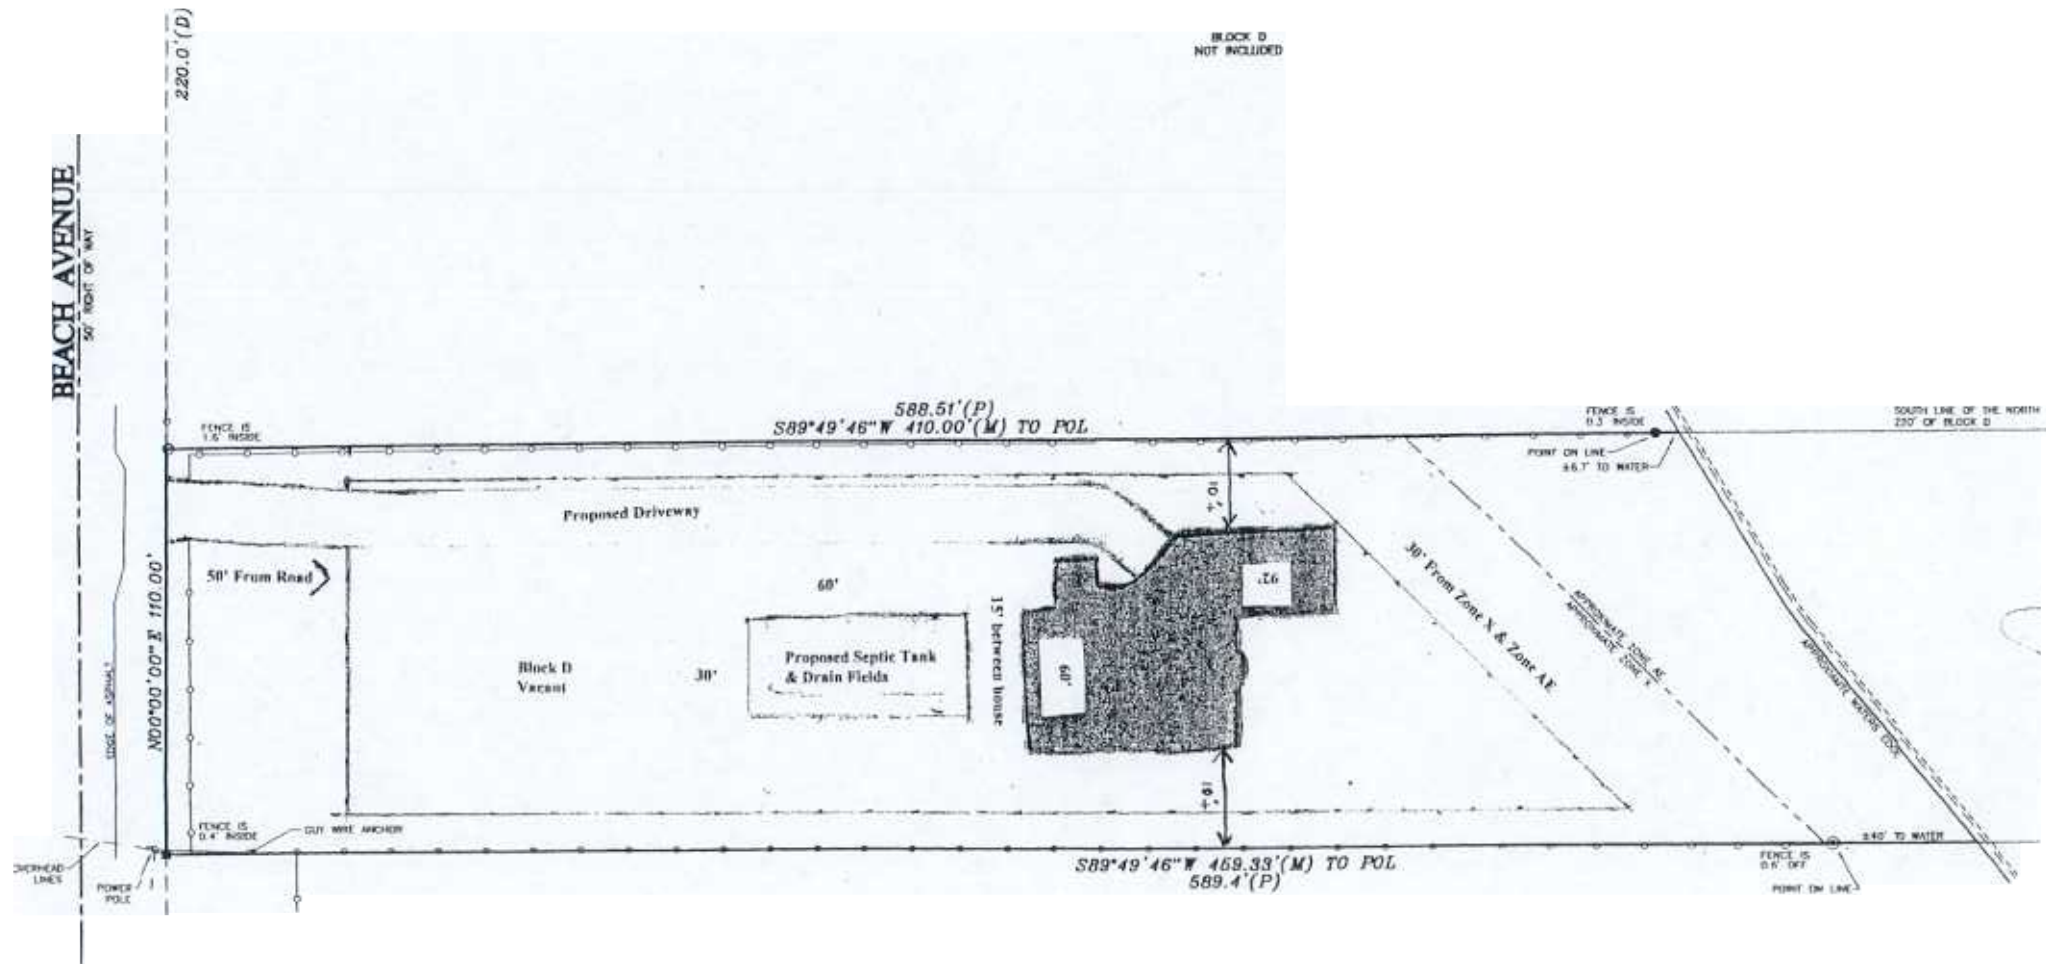 220.0'(D)
BLOCK D
NOT INCLUDED
BEACH AVENUE
50' RIGHT OF WAY
588.51'(P)
S89°49'46"W 410.00'(M) TO POL
FENCE IS
1.6' INSIDE
FENCE IS
0.3' INSIDE
SOUTH LINE OF THE NORTH
220' OF BLOCK D
POINT ON LINE
±6.7' TO WATER
Proposed Driveway
50' From Road
N00°00'00"E 110.00'
EDGE OF ASPHALT
60'
30'
Block D
Vacant
Proposed Septic Tank
& Drain Fields
15' between house
60'
30' From Zone X & Zone AE
APPROXIMATE ZONE AE
APPROXIMATE ZONE X
APPROXIMATE WATERS EDGE
FENCE IS
0.4' INSIDE
GUY WIRE ANCHOR
OVERHEAD
LINES
POWER
POLE
S89°49'46"W 459.33'(M) TO POL
589.4'(P)
±40' TO WATER
FENCE IS
0.6' OFF
POINT ON LINE